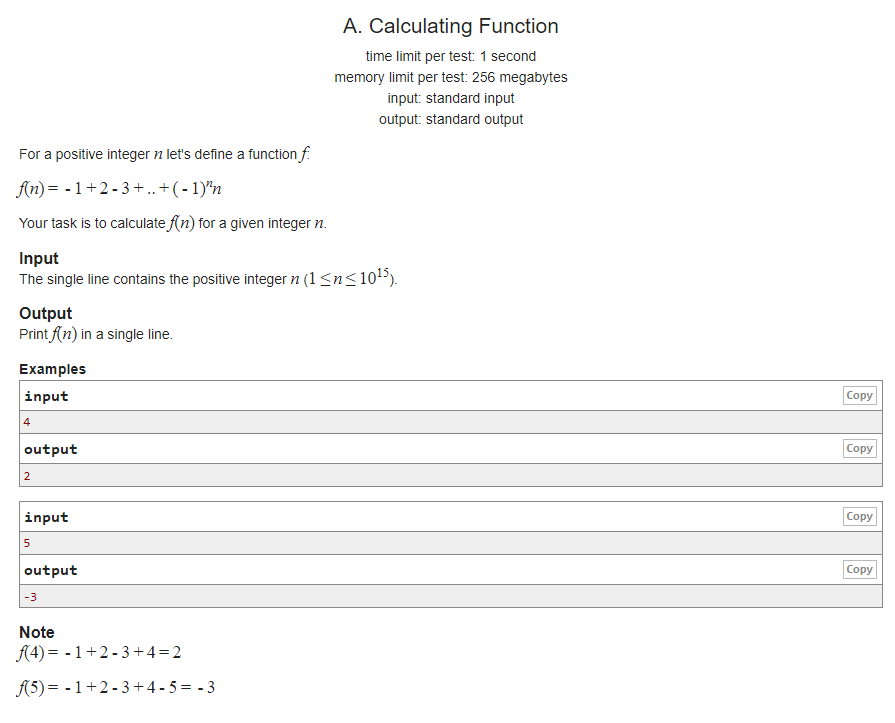 A. Calculating Function
time limit per test: 1 second
memory limit per test: 256 megabytes
input: standard input
output: standard output
For a positive integer n let's define a function f:
f(n) = - 1 + 2 - 3 + .. + ( - 1)ⁿn
Your task is to calculate f(n) for a given integer n.
Input
The single line contains the positive integer n (1 ≤ n ≤ 10¹⁵).
Output
Print f(n) in a single line.
Examples
input Copy
4
output Copy
2
input Copy
5
output Copy
-3
Note
f(4) = - 1 + 2 - 3 + 4 = 2
f(5) = - 1 + 2 - 3 + 4 - 5 = - 3